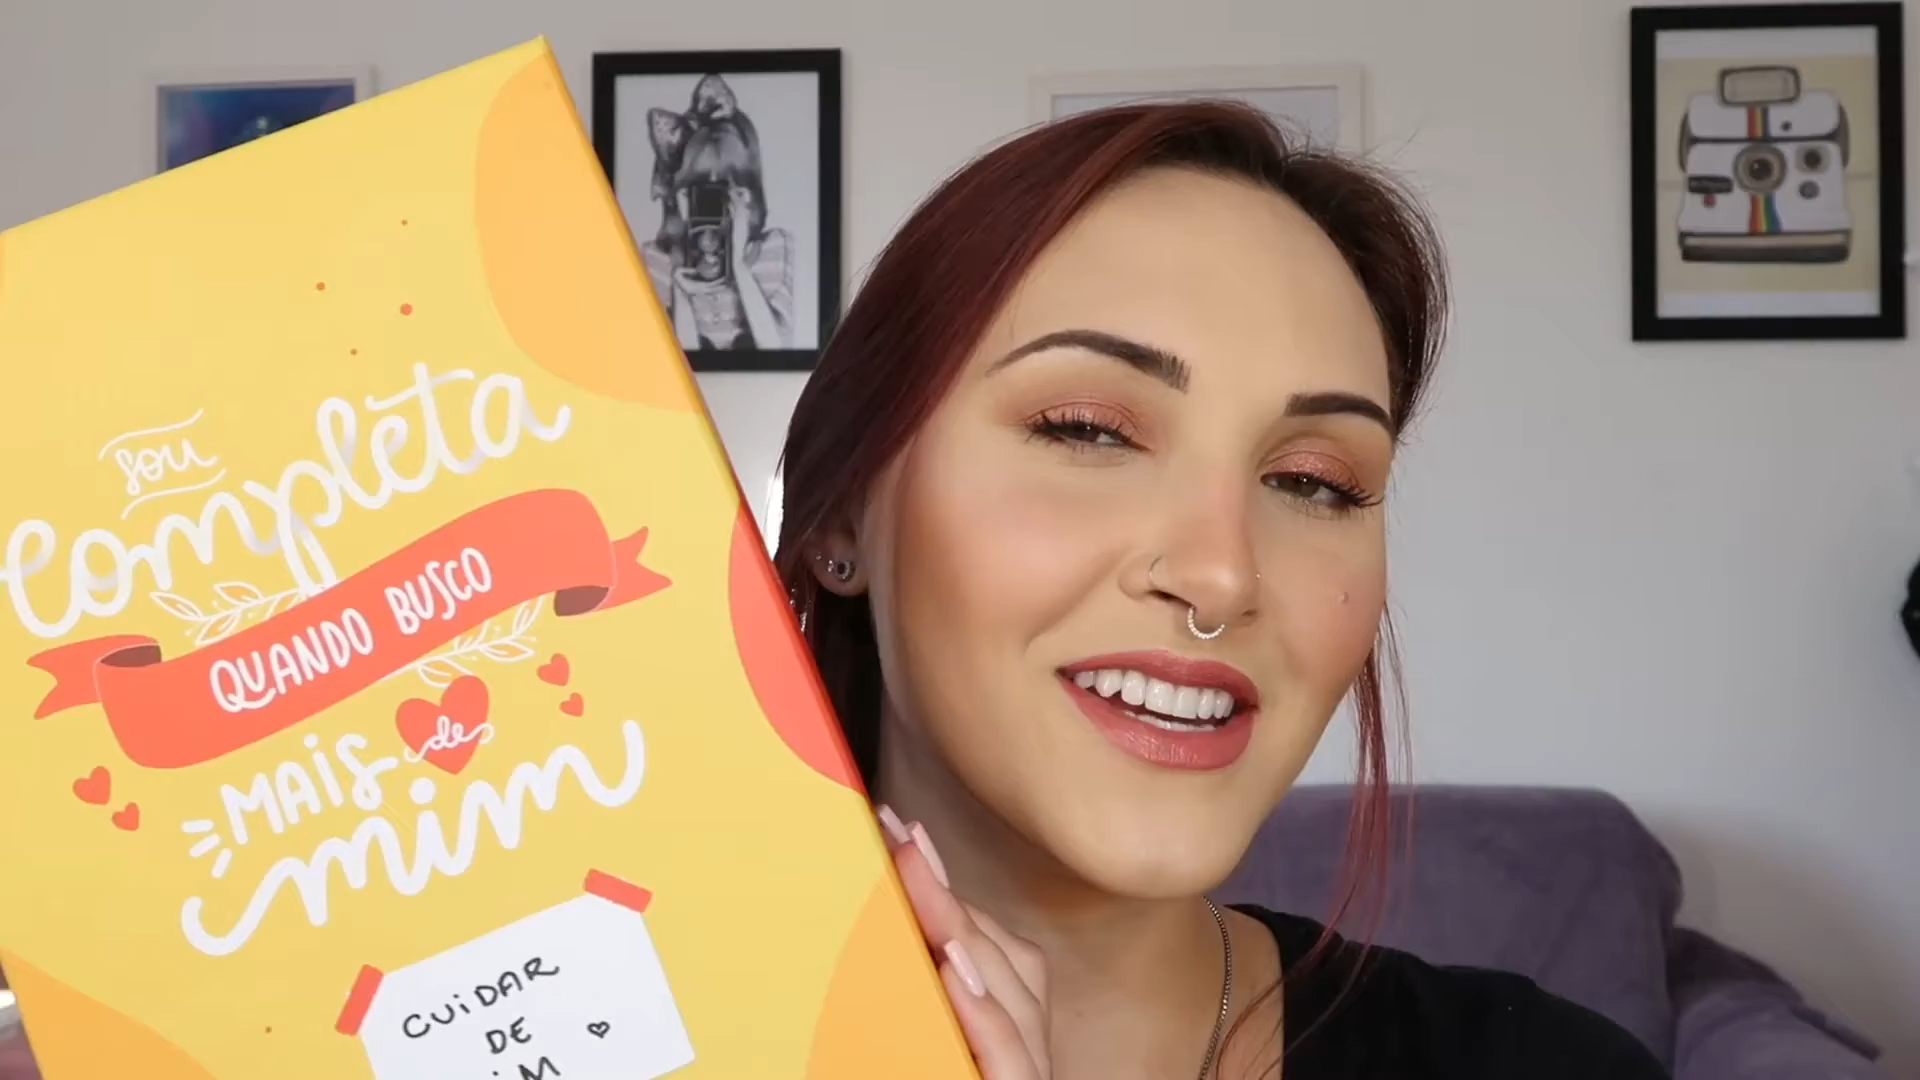 sou
completa
QUANDO BUSCO
MAIS de
mim
CUIDAR
DE